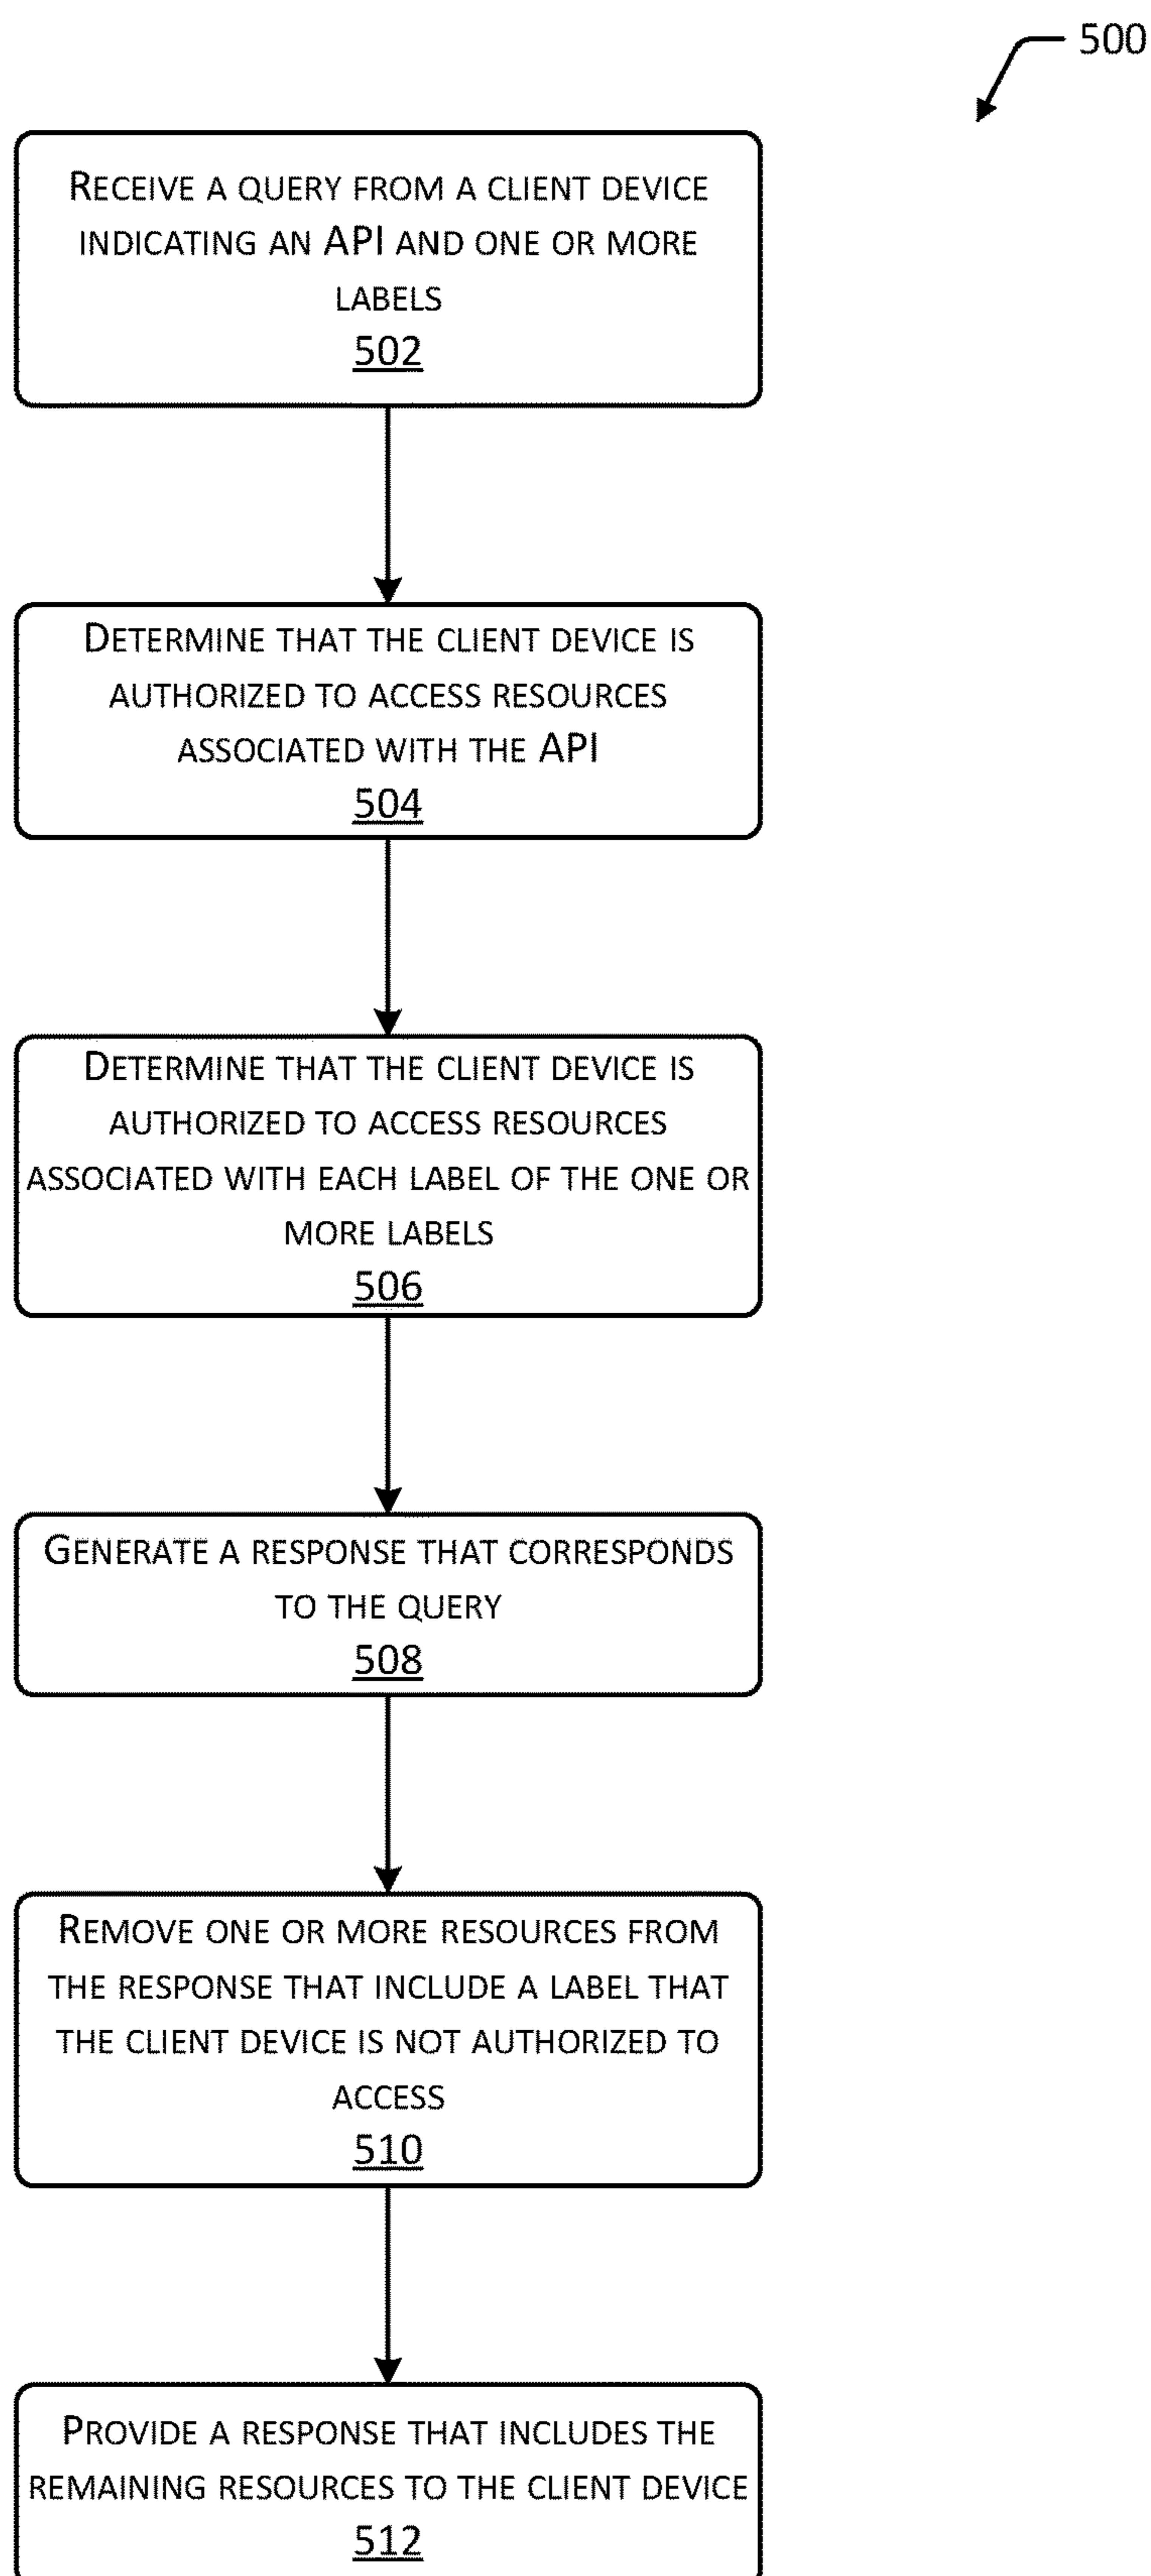 500
RECEIVE A QUERY FROM A CLIENT DEVICE
INDICATING AN API AND ONE OR MORE
LABELS
502
DETERMINE THAT THE CLIENT DEVICE IS
AUTHORIZED TO ACCESS RESOURCES
ASSOCIATED WITH THE API
504
DETERMINE THAT THE CLIENT DEVICE IS
AUTHORIZED TO ACCESS RESOURCES
ASSOCIATED WITH EACH LABEL OF THE ONE OR
MORE LABELS
506
GENERATE A RESPONSE THAT CORRESPONDS
TO THE QUERY
508
REMOVE ONE OR MORE RESOURCES FROM
THE RESPONSE THAT INCLUDE A LABEL THAT
THE CLIENT DEVICE IS NOT AUTHORIZED TO
ACCESS
510
PROVIDE A RESPONSE THAT INCLUDES THE
REMAINING RESOURCES TO THE CLIENT DEVICE
512